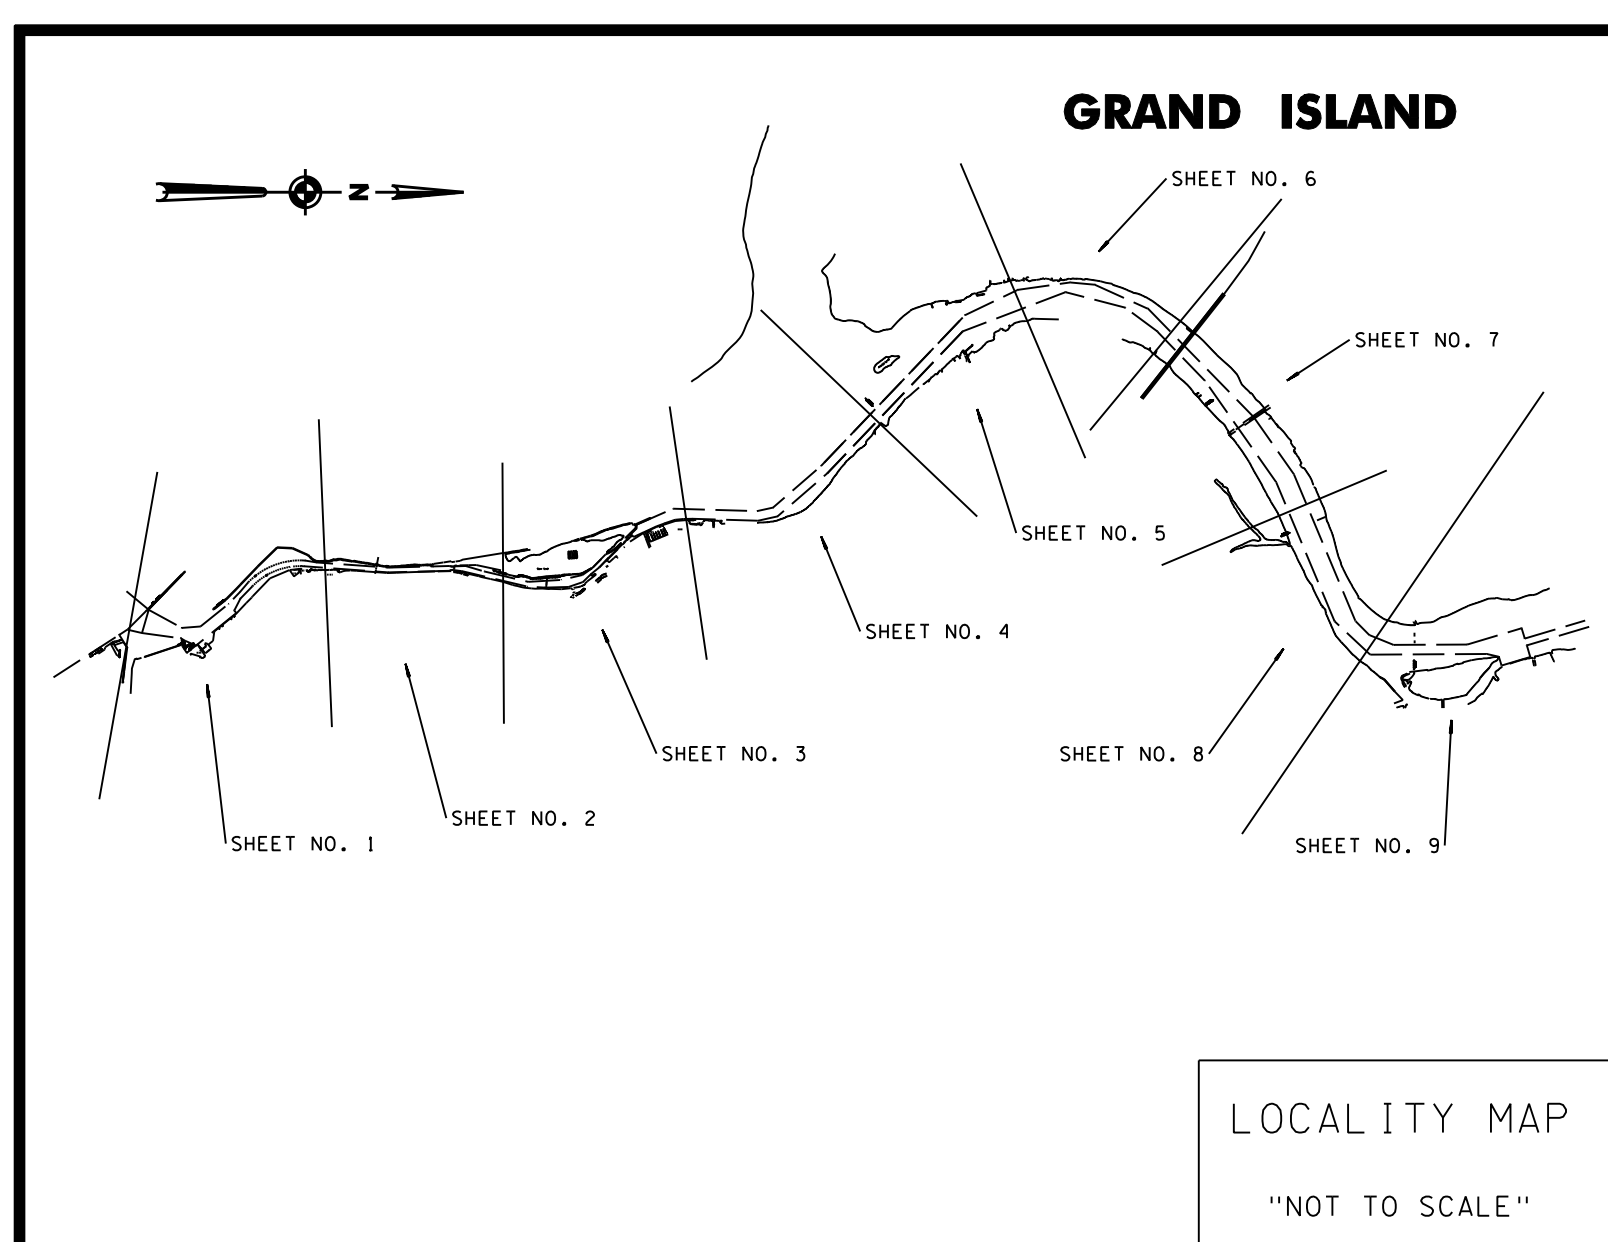 GRAND ISLAND
SHEET NO. 6
N
SHEET NO. 7
SHEET NO. 5
SHEET NO. 4
SHEET NO. 3
SHEET NO. 8
SHEET NO. 2
SHEET NO. 1
SHEET NO. 9
LOCALITY MAP
"NOT TO SCALE"